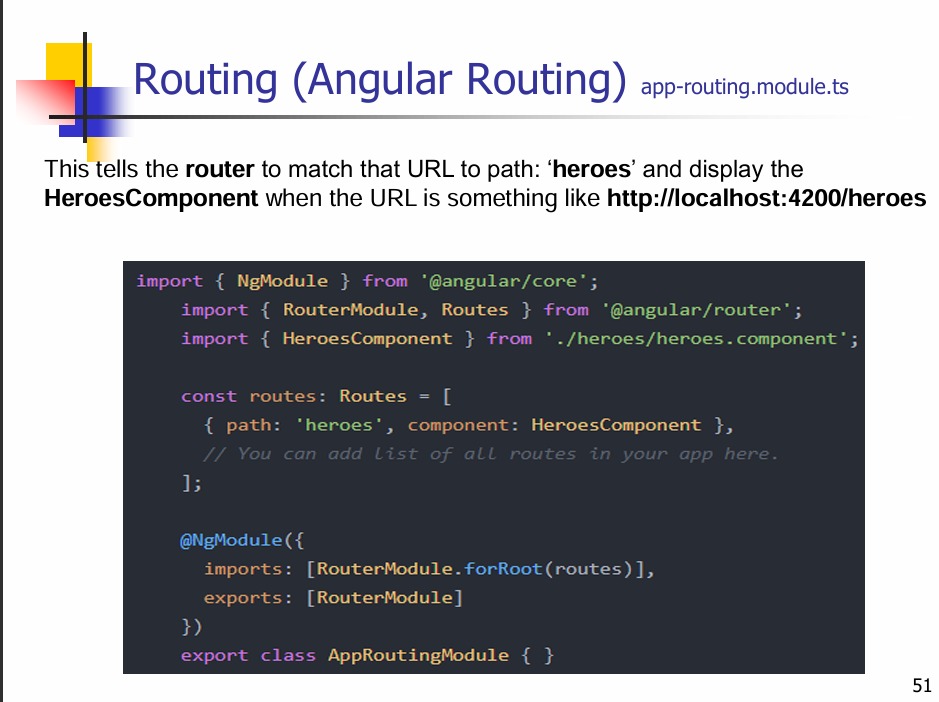 Routing (Angular Routing) app-routing.module.ts
This tells the router to match that URL to path: ‘heroes’ and display the
HeroesComponent when the URL is something like http://localhost:4200/heroes
import { NgModule } from '@angular/core';
    import { RouterModule, Routes } from '@angular/router';
    import { HeroesComponent } from './heroes/heroes.component';

    const routes: Routes = [
      { path: 'heroes', component: HeroesComponent },
      // You can add list of all routes in your app here.
    ];

    @NgModule({
      imports: [RouterModule.forRoot(routes)],
      exports: [RouterModule]
    })
    export class AppRoutingModule { }
51